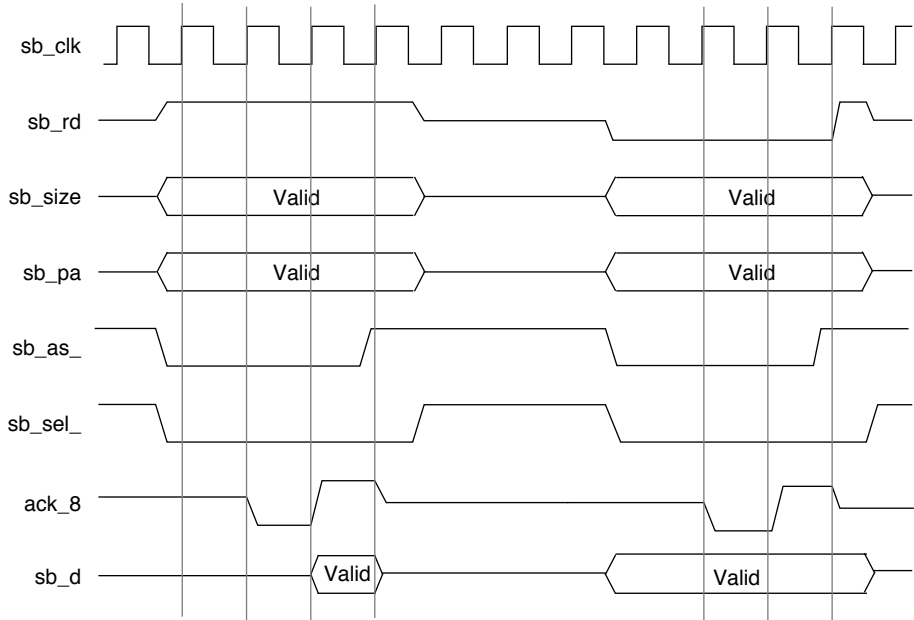 sb_clk
sb_rd
sb_size Valid Valid
sb_pa Valid Valid
sb_as_
sb_sel_
ack_8
sb_d Valid Valid